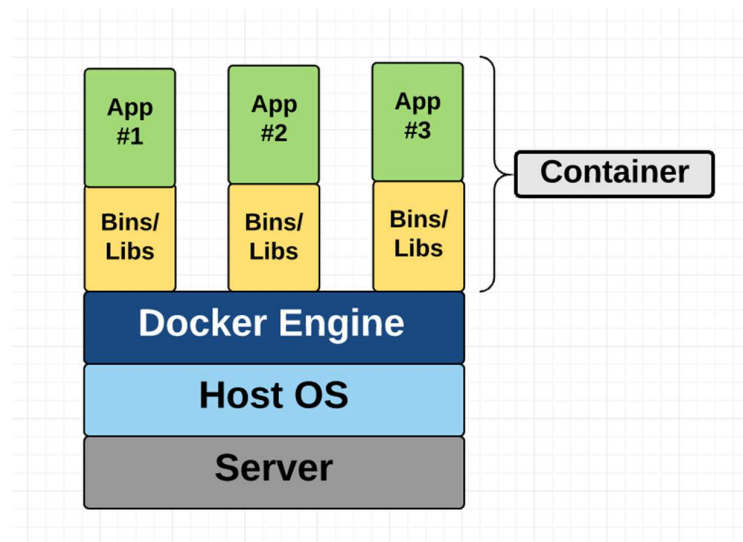 App
#1
App
#2
App
#3
Bins/
Libs
Bins/
Libs
Bins/
Libs
Container
Docker Engine
Host OS
Server